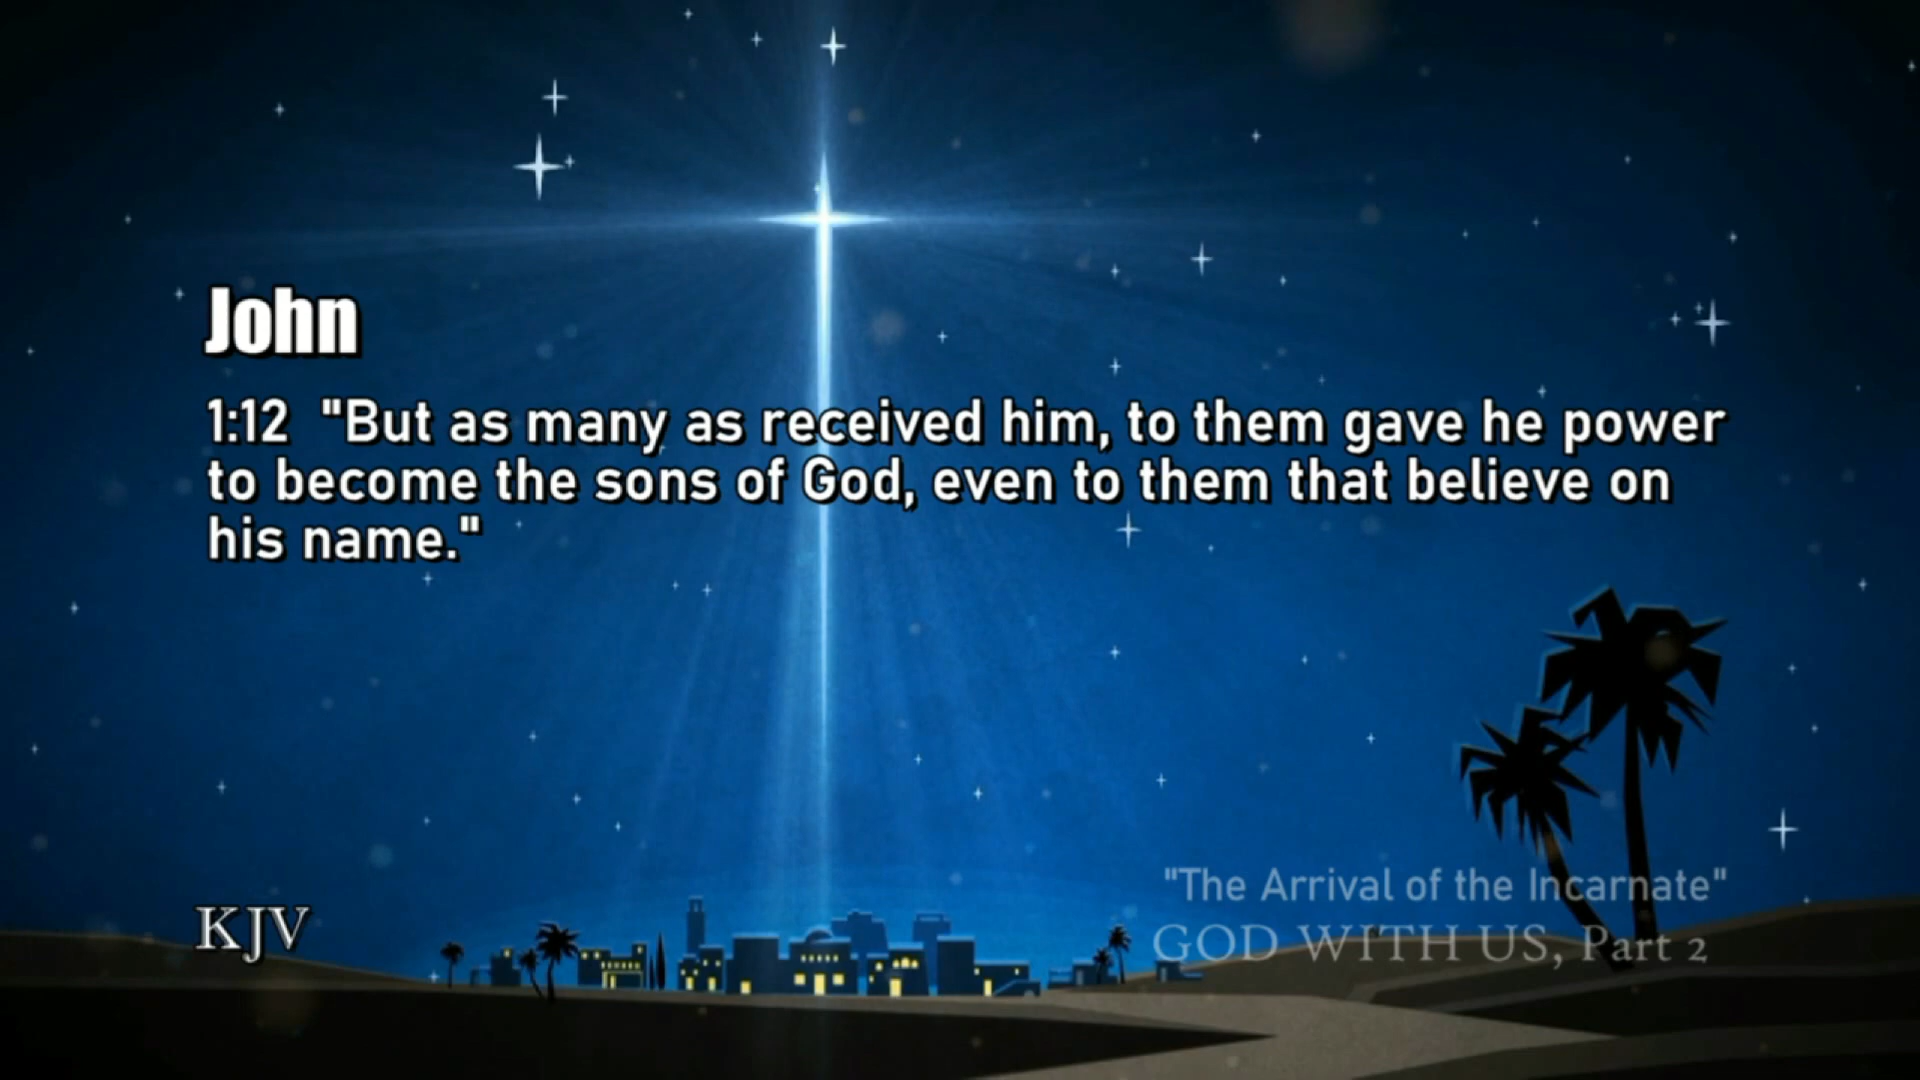 John
1:12  "But as many as received him, to them gave he power
to become the sons of God, even to them that believe on
his name."
"The Arrival of the Incarnate"
KJV
GOD WITH US, Part 2